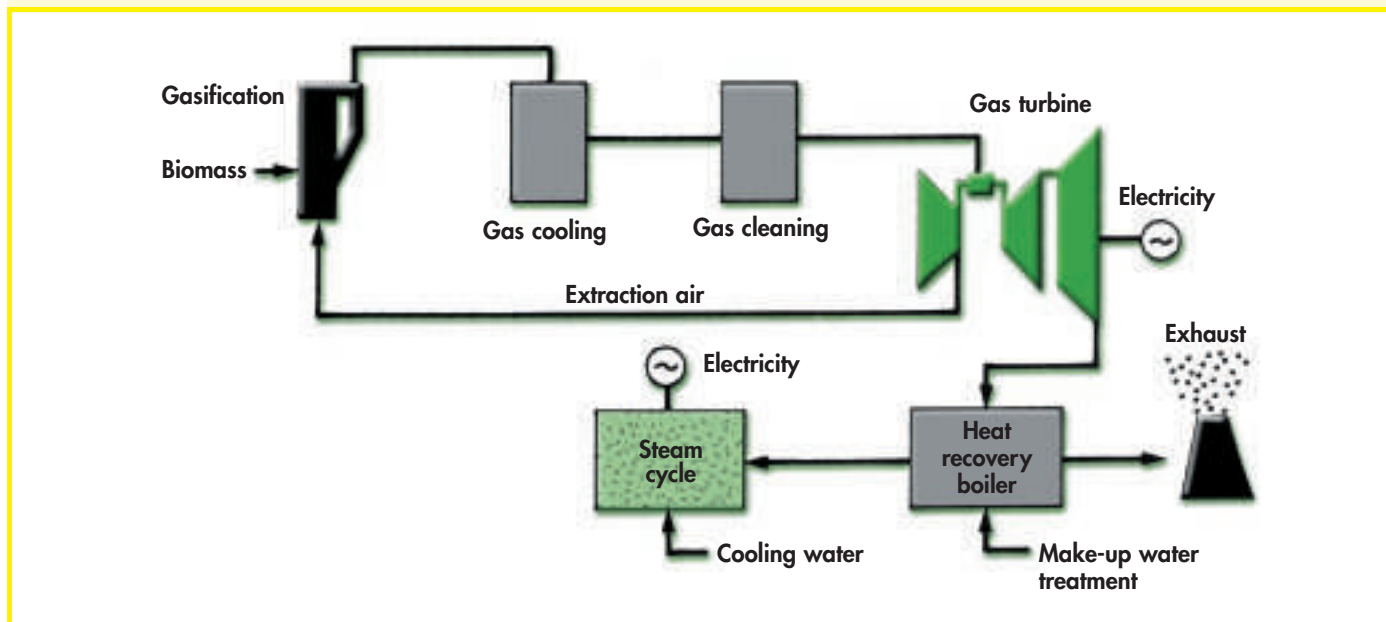 Gasification
Gas turbine
Biomass
Electricity
Gas cooling
Gas cleaning
Extraction air
Exhaust
Electricity
Steam
cycle
Heat
recovery
boiler
Cooling water
Make-up water
treatment